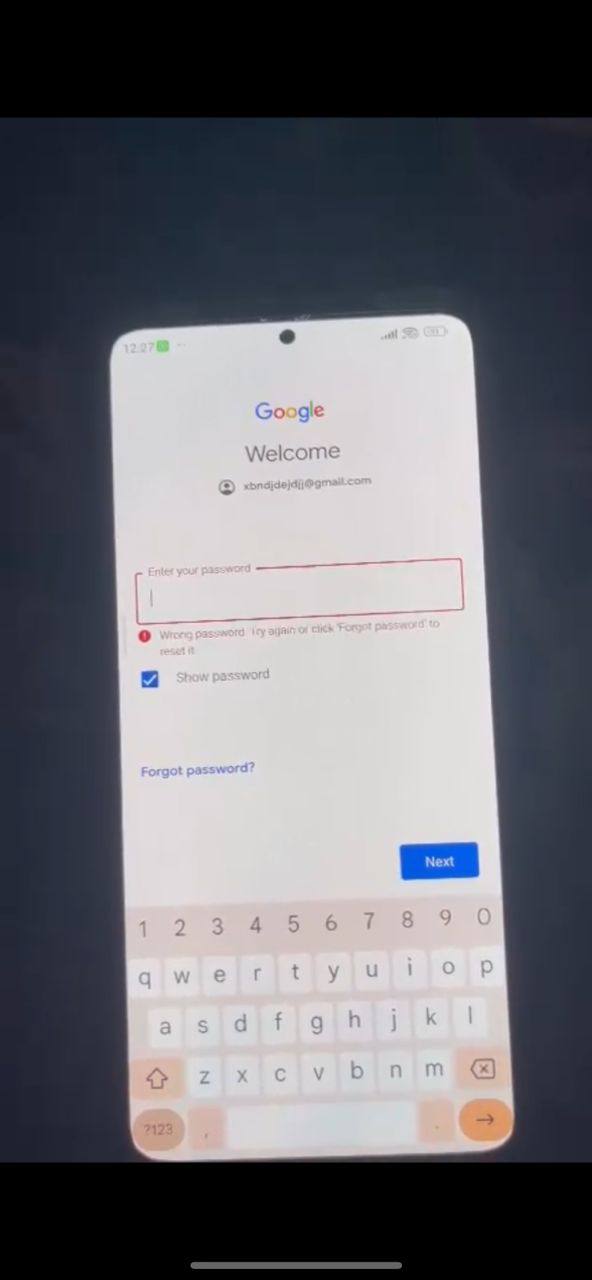 12:27
Google
Welcome
xbndjdejdjj@gmail.com
Enter your password
Wrong password. Try again or click 'Forgot password' to
reset it.
Show password
Forgot password?
Next
1 2 3 4 5 6 7 8 9 0
q w e r t y u i o p
a s d f g h j k l
z x c v b n m
?123 , .